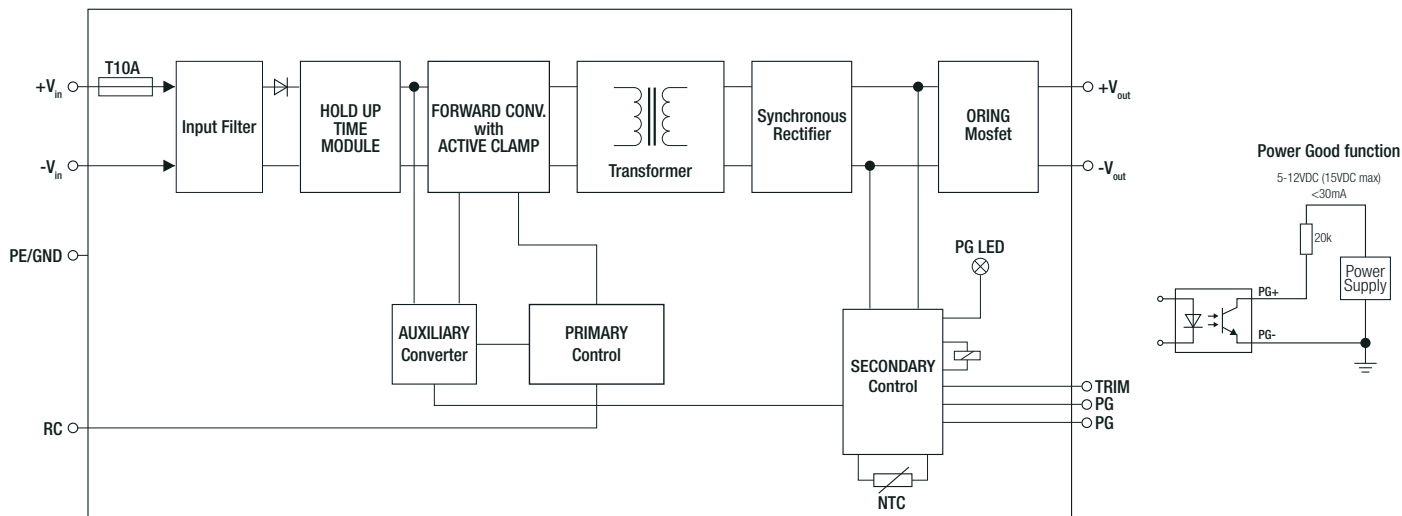 T10A
+Vin
-Vin
Input Filter
HOLD UP
TIME
MODULE
FORWARD CONV.
with
ACTIVE CLAMP
Transformer
Synchronous
Rectifier
ORING
Mosfet
+Vout
-Vout
PE/GND
AUXILIARY
Converter
PRIMARY
Control
PG LED
SECONDARY
Control
TRIM
PG
PG
RC
NTC
Power Good function
5-12VDC (15VDC max)
<30mA
20k
Power
Supply
PG+
PG-